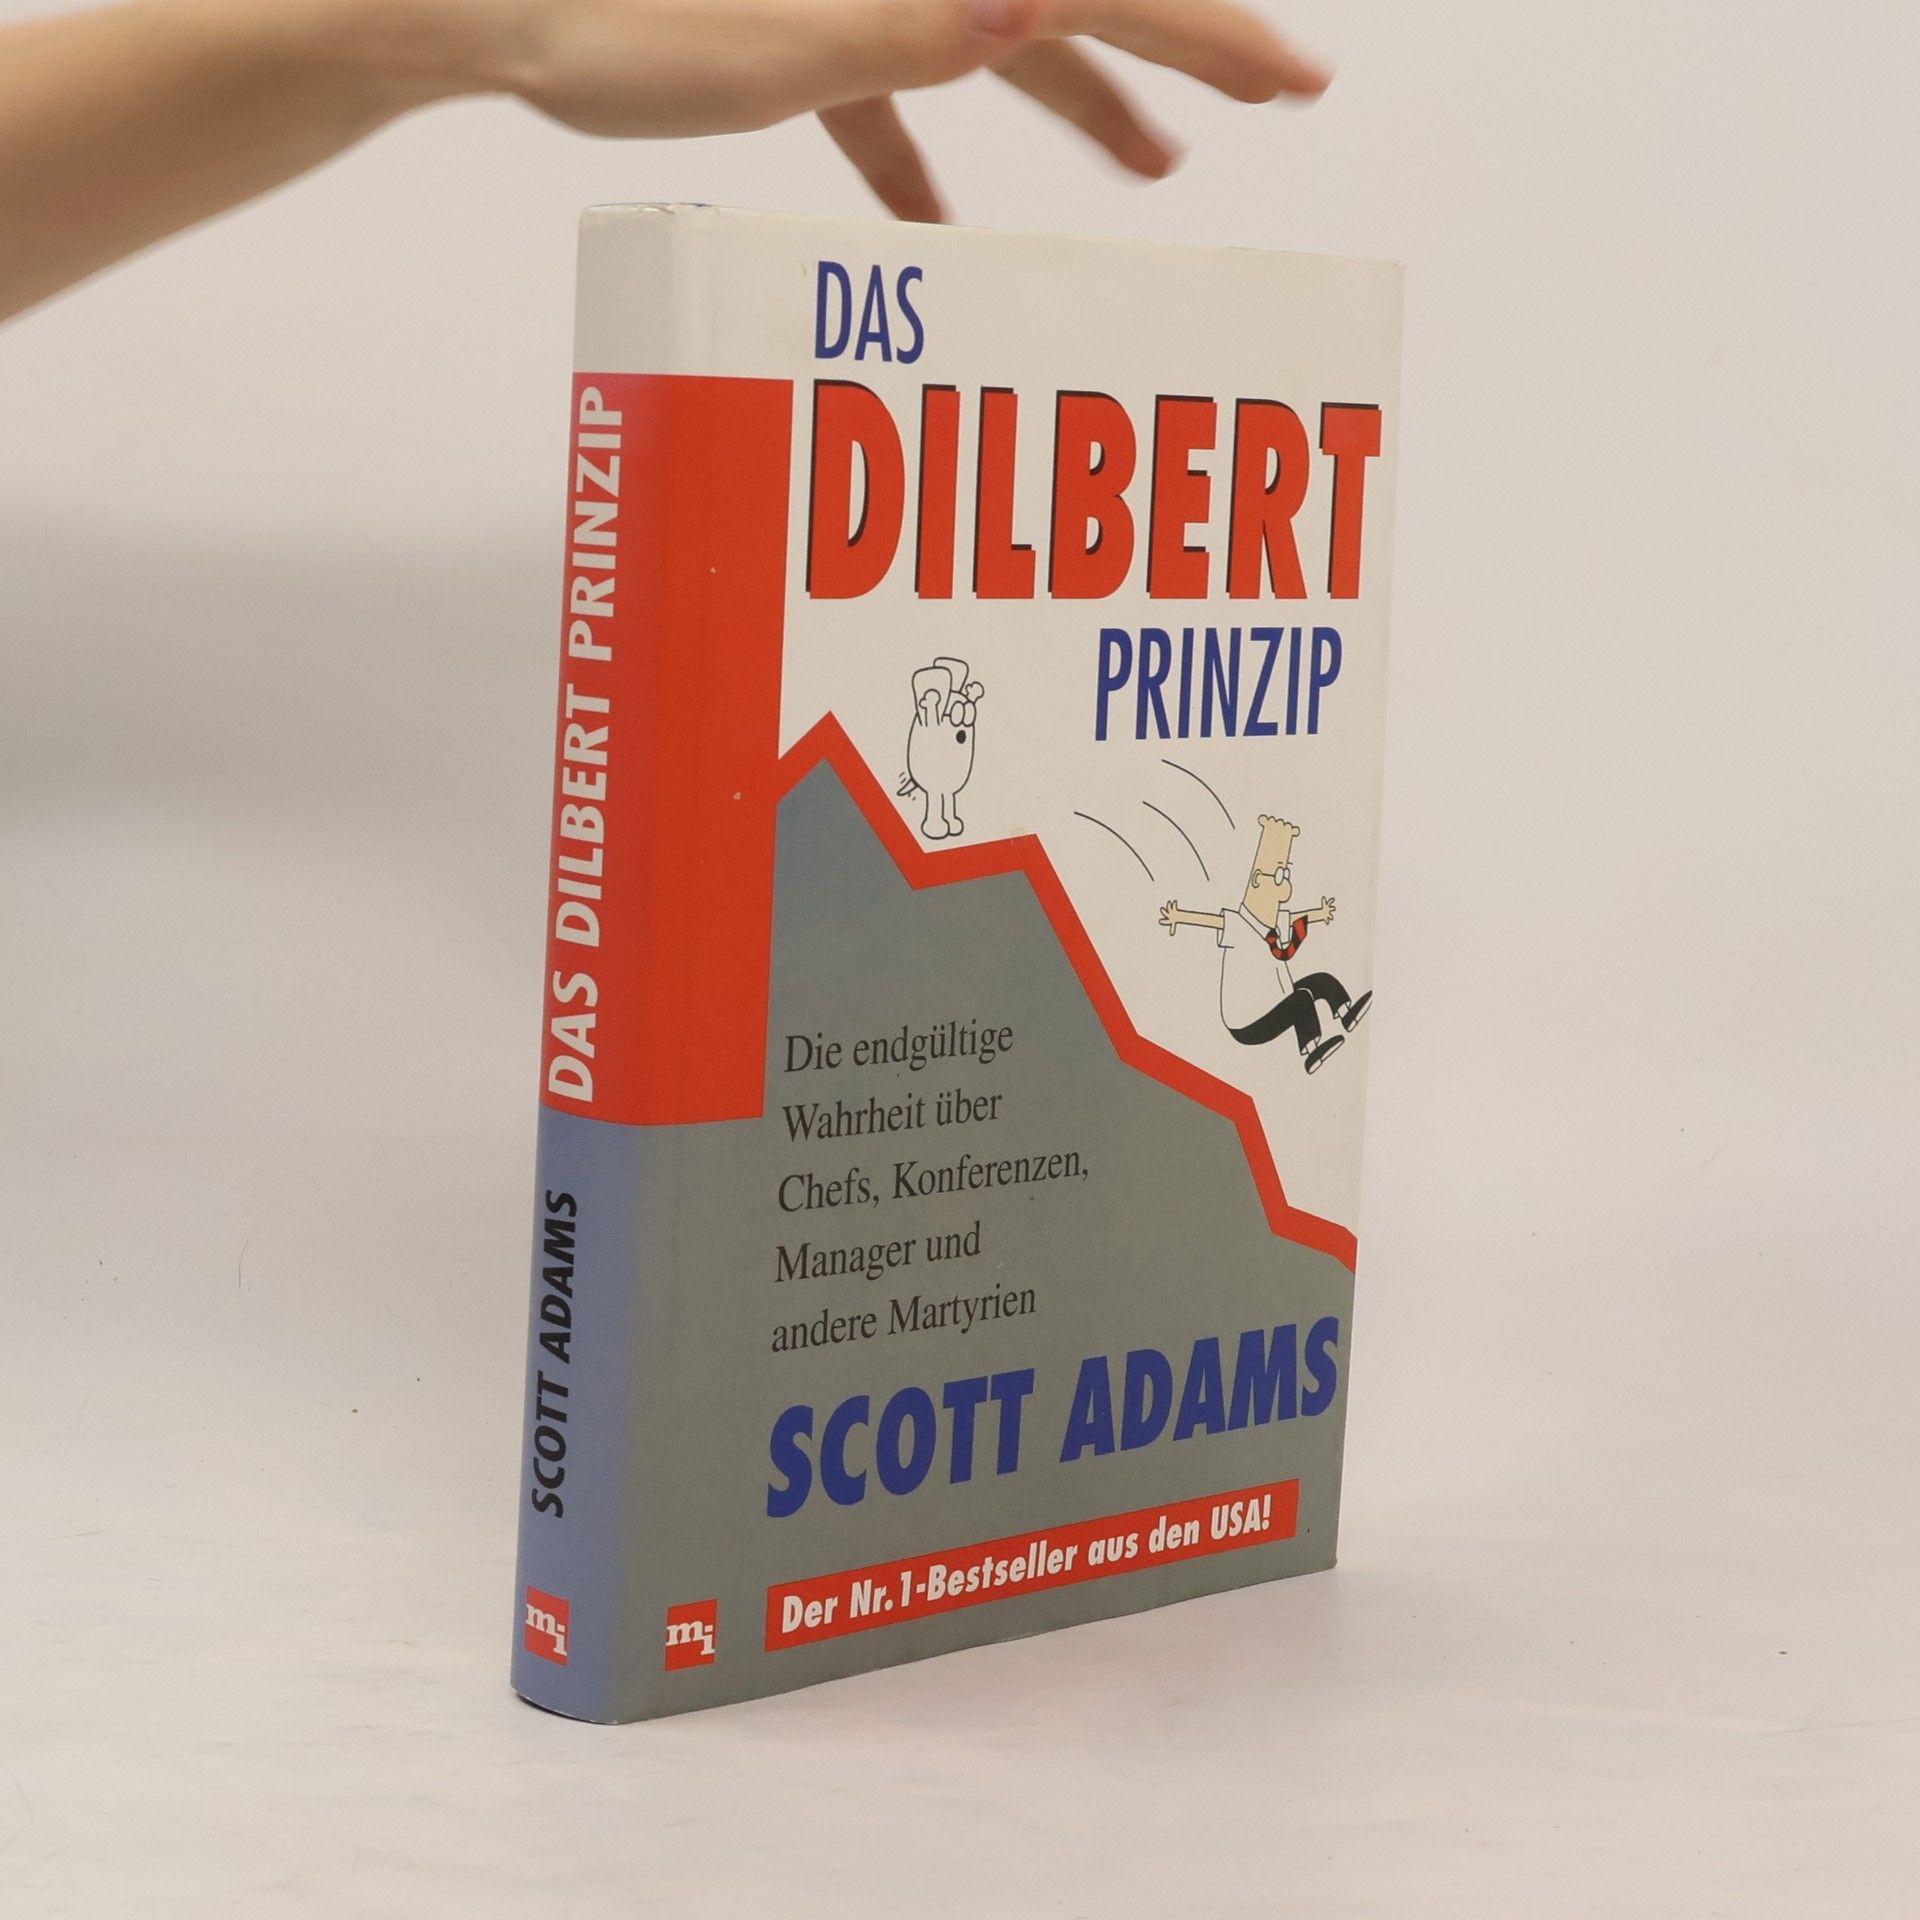 DAS
DILBERT
PRINZIP
Die endgültige
Wahrheit über
Chefs, Konferenzen,
Manager und
andere Martyrien
SCOTT ADAMS
Der Nr.1-Bestseller aus den USA!
mi
DAS DILBERT PRINZIP
SCOTT ADAMS
mi